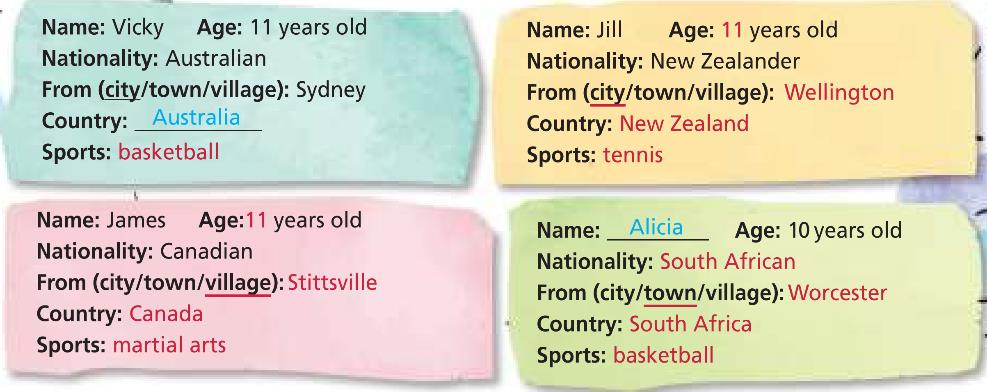 Name: Vicky Age: 11 years old
Nationality: Australian
From (city/town/village): Sydney
Country: Australia
Sports: basketball
Name: Jill Age: 11 years old
Nationality: New Zealander
From (city/town/village): Wellington
Country: New Zealand
Sports: tennis
Name: James Age:11 years old
Nationality: Canadian
From (city/town/village): Stittsville
Country: Canada
Sports: martial arts
Name: Alicia Age: 10 years old
Nationality: South African
From (city/town/village): Worcester
Country: South Africa
Sports: basketball